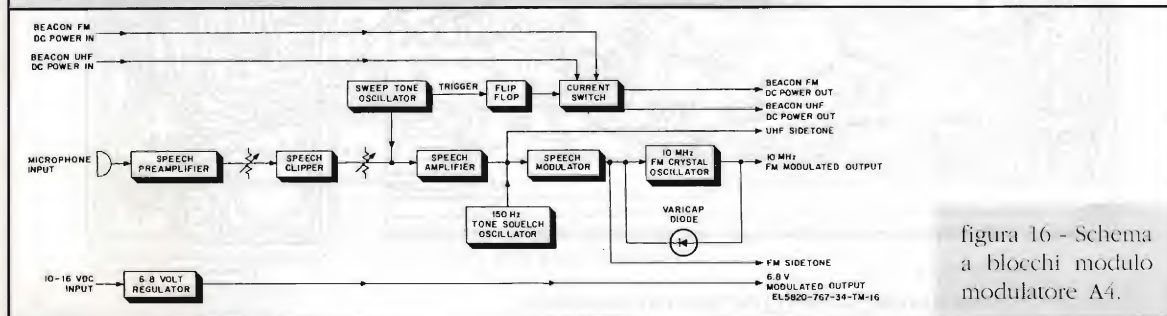 BEACON FM
DC POWER IN
BEACON UHF
DC POWER IN
SWEEP TONE
OSCILLATOR
TRIGGER
FLIP
FLOP
CURRENT
SWITCH
BEACON FM
DC POWER OUT
BEACON UHF
DC POWER OUT
UHF SIDETONE
MICROPHONE
INPUT
SPEECH
PREAMPLIFIER
SPEECH
CLIPPER
SPEECH
AMPLIFIER
SPEECH
MODULATOR
10 MHz
FM CRYSTAL
OSCILLATOR
10 MHz
FM MODULATED OUTPUT
150 Hz
TONE SQUELCH
OSCILLATOR
VARICAP
DIODE
FM SIDETONE
10-16 VDC
INPUT
6.8 VOLT
REGULATOR
6.8 V
MODULATED OUTPUT
EL5820-767-34-TM-16
figura 16 - Schema
a blocchi modulo
modulatore A4.